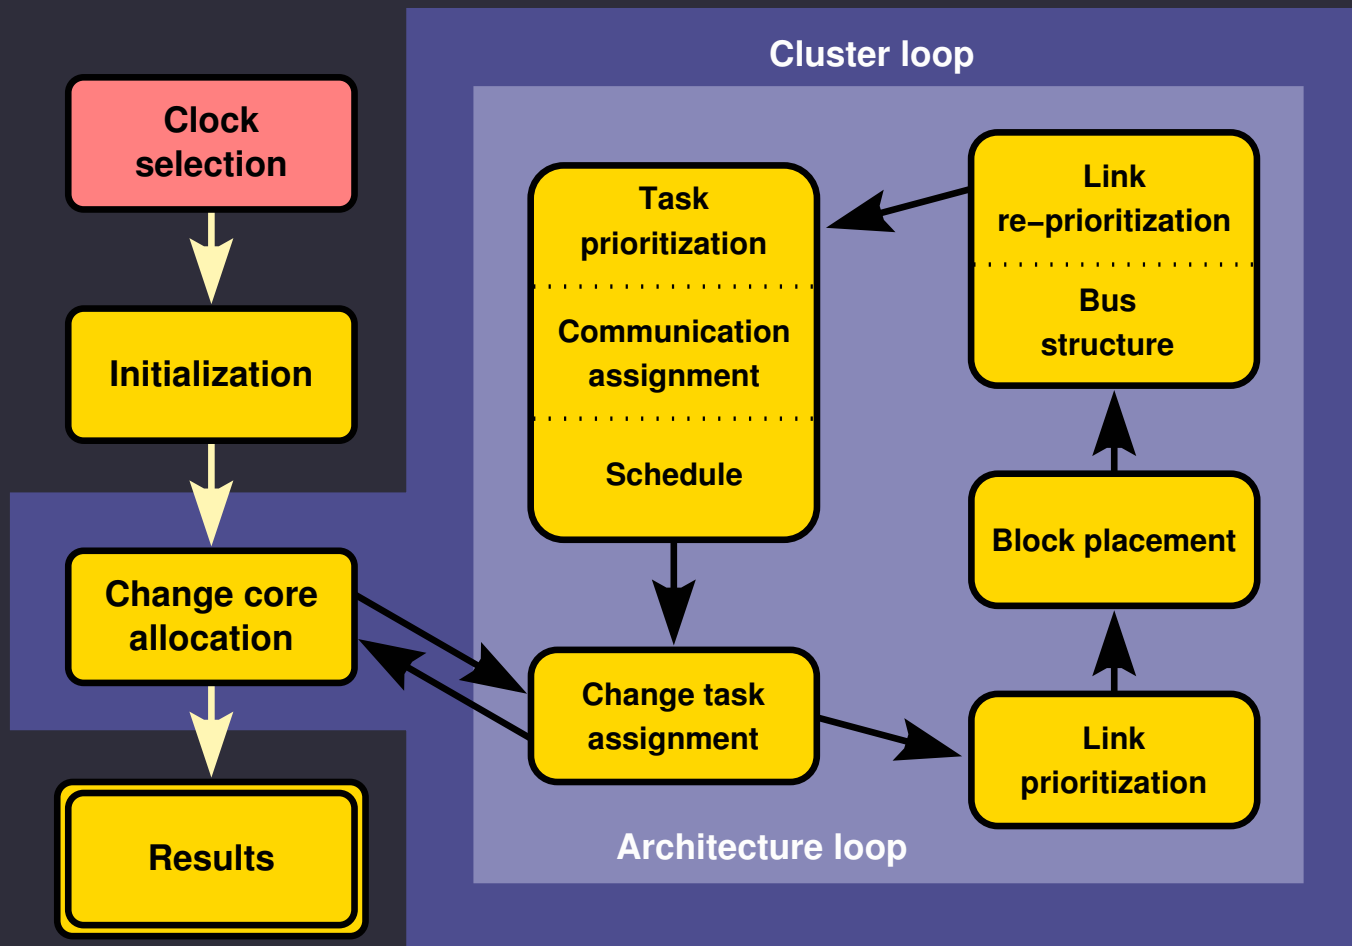 Cluster loop
Clock
selection
Initialization
Change core
allocation
Results
Task
prioritization
Communication
assignment
Schedule
Change task
assignment
Link
re−prioritization
Bus
structure
Block placement
Link
prioritization
Architecture loop